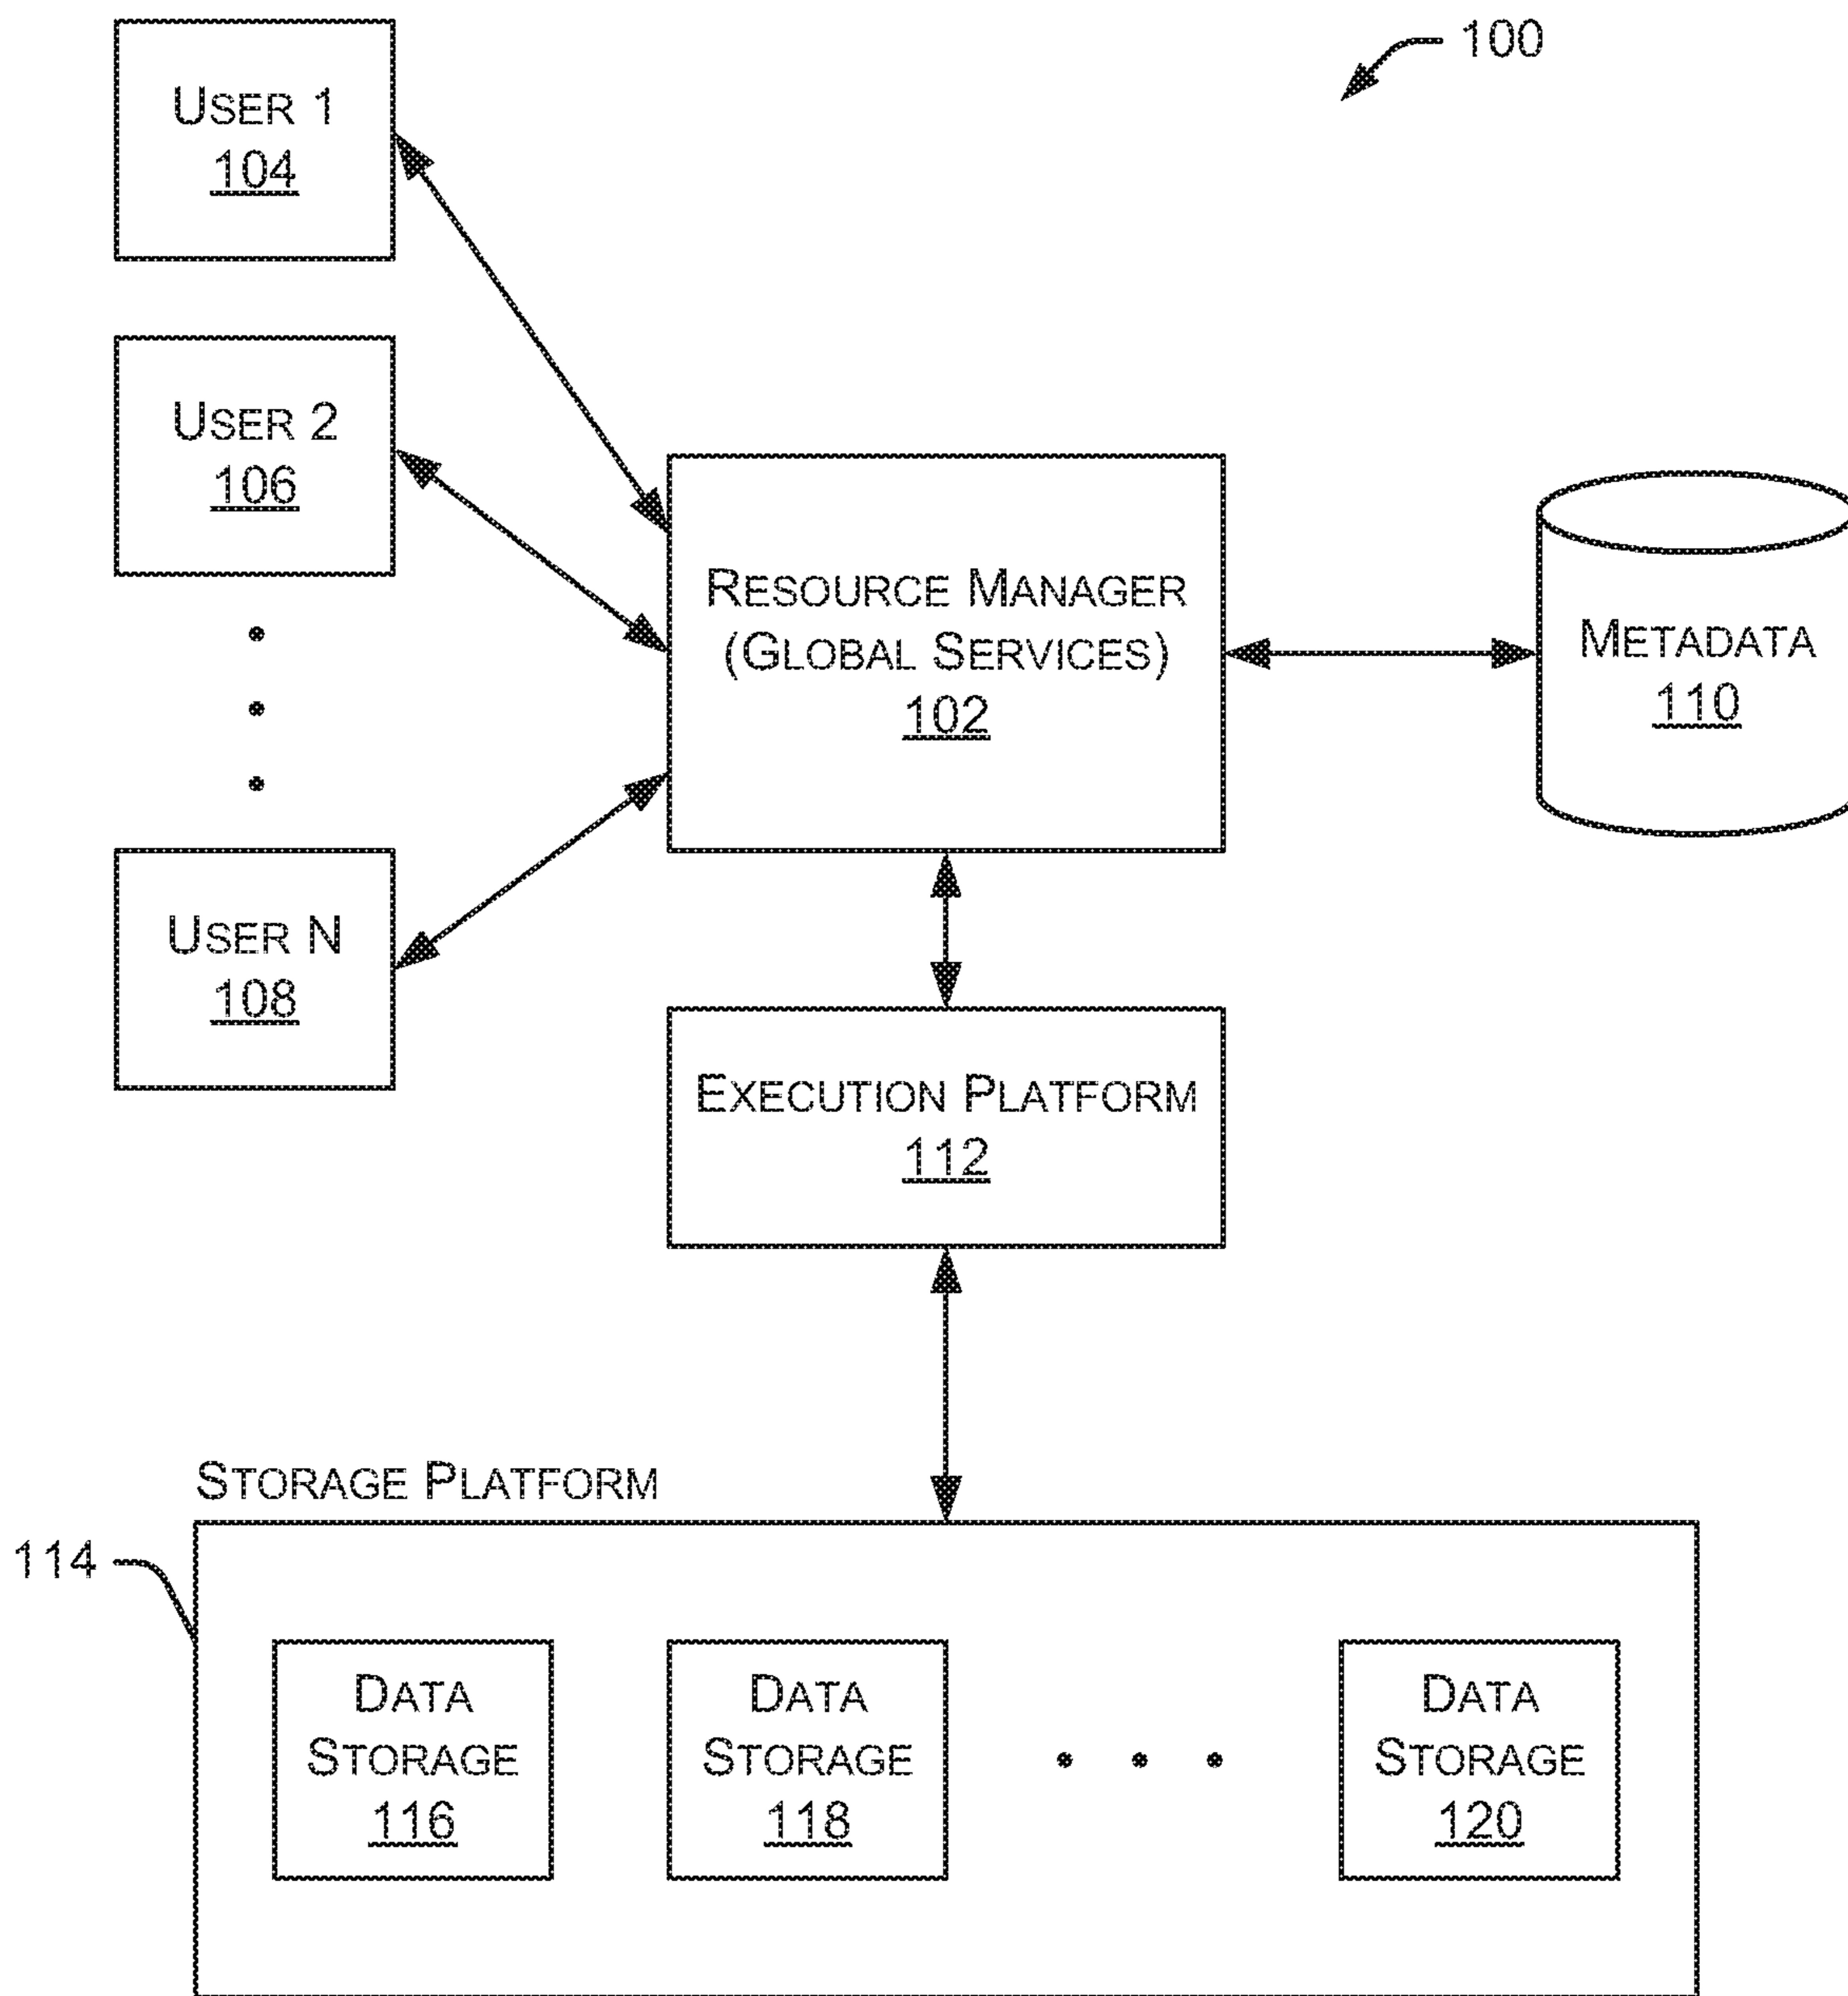 100
USER 1
104
USER 2
106
USER N
108
RESOURCE MANAGER
(GLOBAL SERVICES)
102
METADATA
110
EXECUTION PLATFORM
112
STORAGE PLATFORM
114
DATA
STORAGE
116
DATA
STORAGE
118
DATA
STORAGE
120